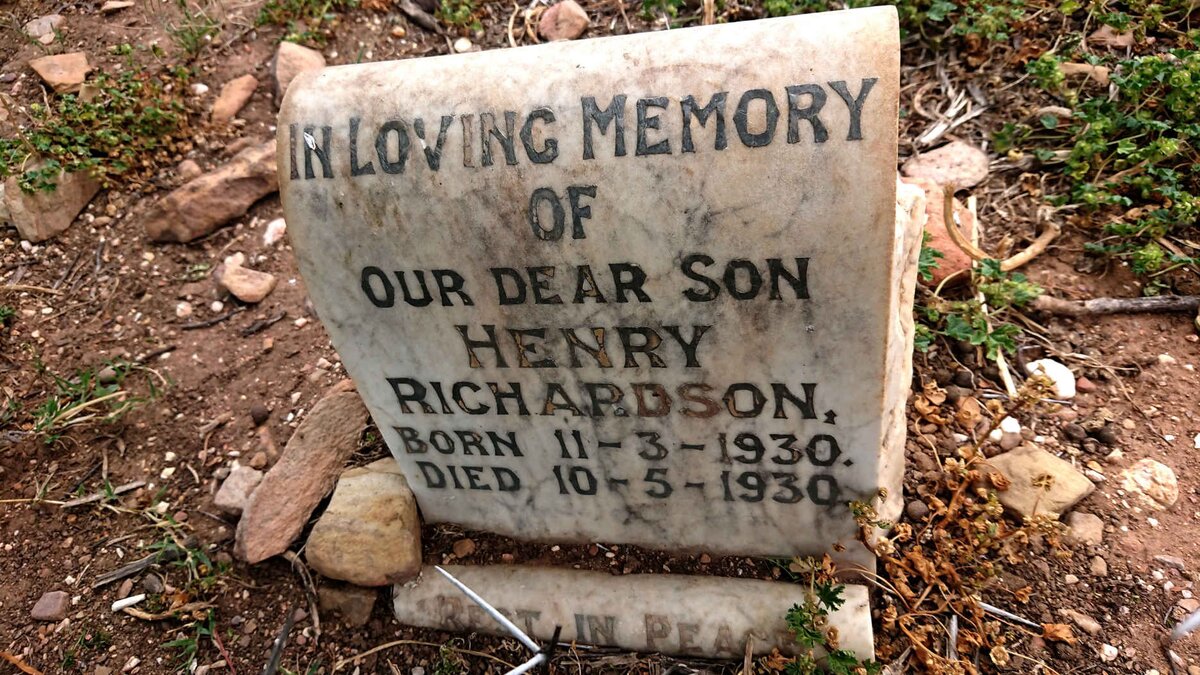 IN LOVING MEMORY
OF
OUR DEAR SON
HENRY
RICHARDSON,
BORN 11-3-1930.
DIED 10-5-1930
REST IN PEACE